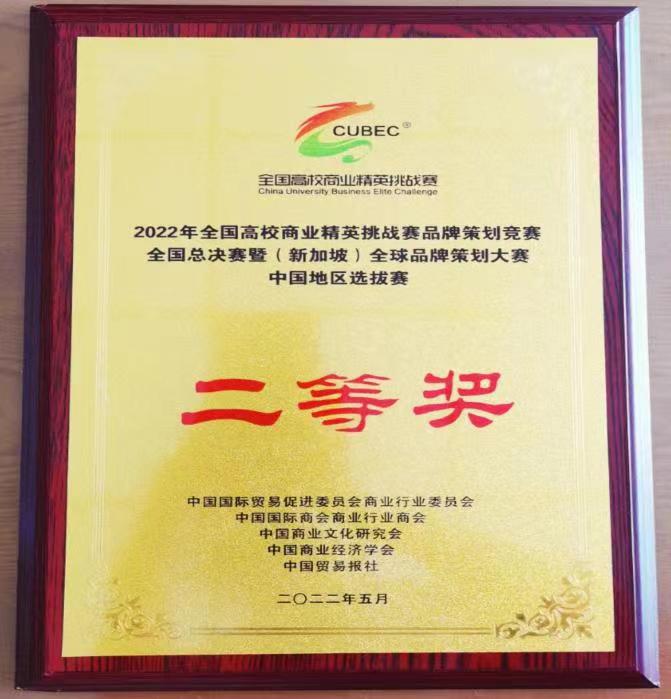 CUBEC®
全国高校商业精英挑战赛
China University Business Elite Challenge
2022年全国高校商业精英挑战赛品牌策划竞赛
全国总决赛暨（新加坡）全球品牌策划大赛
中国地区选拔赛
二等奖
中国国际贸易促进委员会商业行业委员会
中国国际商会商业行业商会
中国商业文化研究会
中国商业经济学会
中国贸易报社
二〇二二年五月